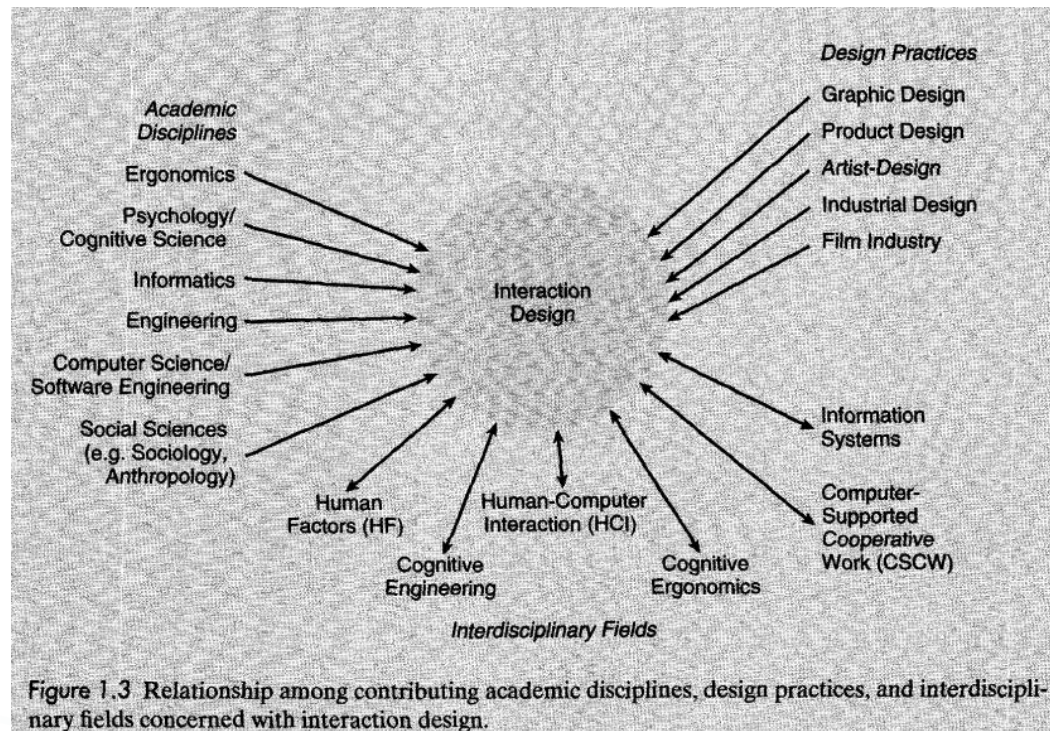 Design Practices
Graphic Design
Product Design
Artist-Design
Industrial Design
Film Industry
Academic
Disciplines
Ergonomics
Psychology/
Cognitive Science
Informatics
Engineering
Computer Science/
Software Engineering
Social Sciences
(e.g. Sociology,
Anthropology)
Interaction
Design
Information
Systems
Computer-
Supported
Cooperative
Work (CSCW)
Human
Factors (HF)
Human-Computer
Interaction (HCI)
Cognitive
Engineering
Cognitive
Ergonomics
Interdisciplinary Fields
Figure 1.3 Relationship among contributing academic disciplines, design practices, and interdiscipli-
nary fields concerned with interaction design.